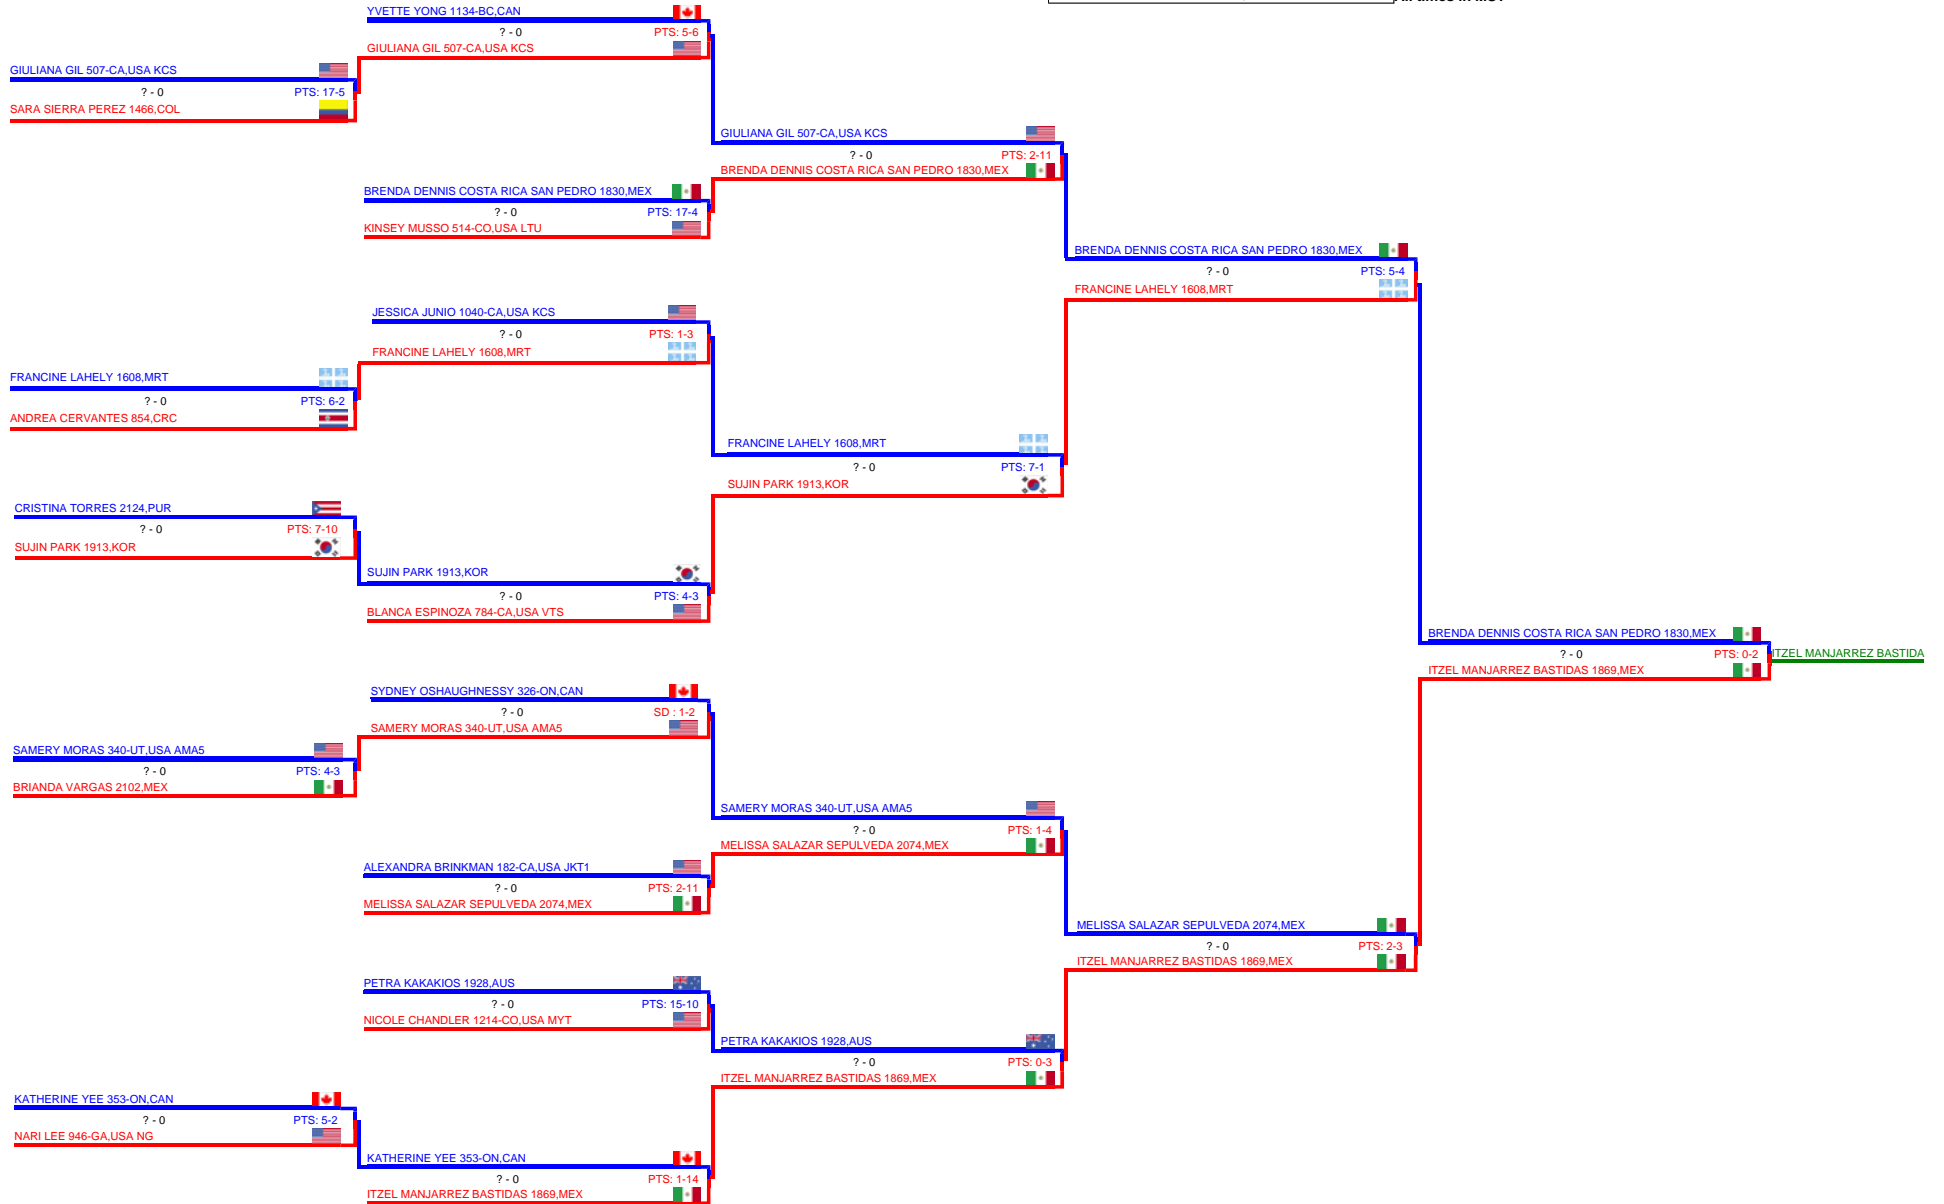 YVETTE YONG 1134-BC,CAN
? - 0
PTS: 5-6
GIULIANA GIL 507-CA,USA KCS
GIULIANA GIL 507-CA,USA KCS
? - 0
PTS: 17-5
SARA SIERRA PEREZ 1466,COL
GIULIANA GIL 507-CA,USA KCS
? - 0
PTS: 2-11
BRENDA DENNIS COSTA RICA SAN PEDRO 1830,MEX
BRENDA DENNIS COSTA RICA SAN PEDRO 1830,MEX
? - 0
PTS: 17-4
KINSEY MUSSO 514-CO,USA LTU
BRENDA DENNIS COSTA RICA SAN PEDRO 1830,MEX
? - 0
PTS: 5-4
FRANCINE LAHELY 1608,MRT
JESSICA JUNIO 1040-CA,USA KCS
? - 0
PTS: 1-3
FRANCINE LAHELY 1608,MRT
FRANCINE LAHELY 1608,MRT
? - 0
PTS: 6-2
ANDREA CERVANTES 854,CRC
FRANCINE LAHELY 1608,MRT
? - 0
PTS: 7-1
SUJIN PARK 1913,KOR
CRISTINA TORRES 2124,PUR
? - 0
PTS: 7-10
SUJIN PARK 1913,KOR
SUJIN PARK 1913,KOR
? - 0
PTS: 4-3
BLANCA ESPINOZA 784-CA,USA VTS
BRENDA DENNIS COSTA RICA SAN PEDRO 1830,MEX
? - 0
PTS: 0-2
ITZEL MANJARREZ BASTIDA
ITZEL MANJARREZ BASTIDAS 1869,MEX
SYDNEY OSHAUGHNESSY 326-ON,CAN
? - 0
SD : 1-2
SAMERY MORAS 340-UT,USA AMA5
SAMERY MORAS 340-UT,USA AMA5
? - 0
PTS: 4-3
BRIANDA VARGAS 2102,MEX
SAMERY MORAS 340-UT,USA AMA5
? - 0
PTS: 1-4
MELISSA SALAZAR SEPULVEDA 2074,MEX
ALEXANDRA BRINKMAN 182-CA,USA JKT1
? - 0
PTS: 2-11
MELISSA SALAZAR SEPULVEDA 2074,MEX
MELISSA SALAZAR SEPULVEDA 2074,MEX
? - 0
PTS: 2-3
ITZEL MANJARREZ BASTIDAS 1869,MEX
PETRA KAKAKIOS 1928,AUS
? - 0
PTS: 15-10
NICOLE CHANDLER 1214-CO,USA MYT
PETRA KAKAKIOS 1928,AUS
? - 0
PTS: 0-3
ITZEL MANJARREZ BASTIDAS 1869,MEX
KATHERINE YEE 353-ON,CAN
? - 0
PTS: 5-2
NARI LEE 946-GA,USA NG
KATHERINE YEE 353-ON,CAN
? - 0
PTS: 1-14
ITZEL MANJARREZ BASTIDAS 1869,MEX